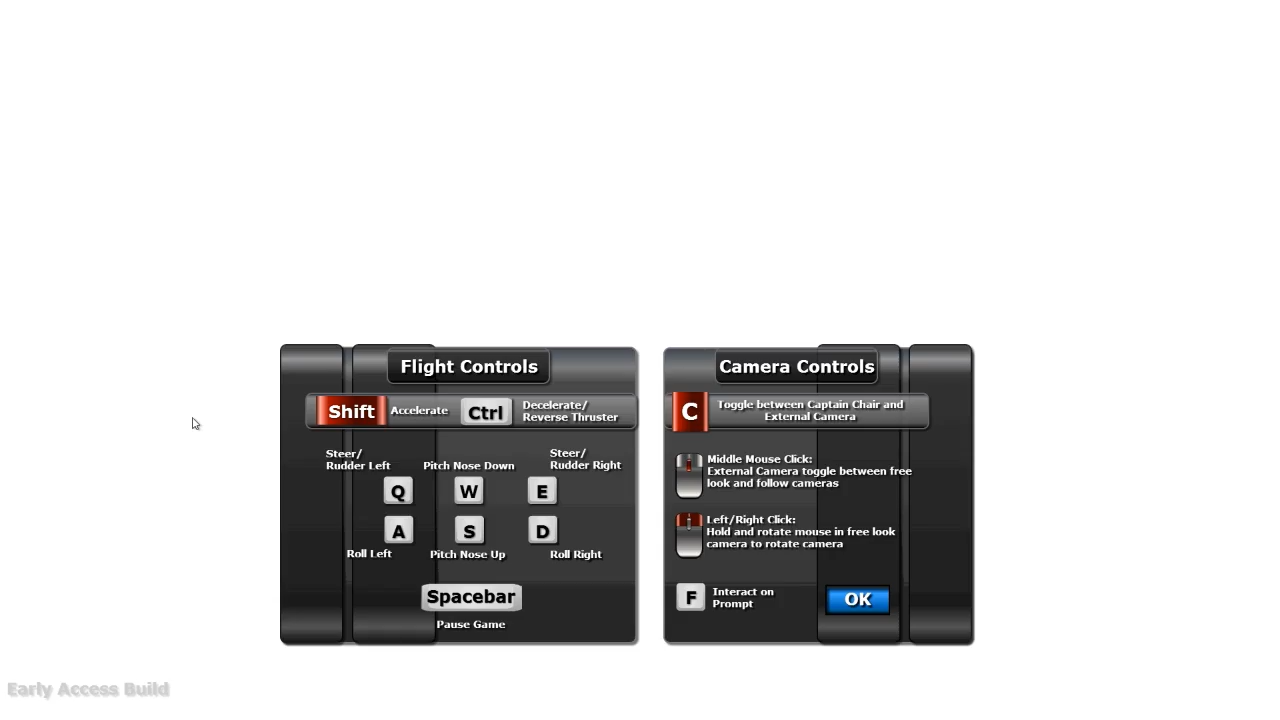 Flight Controls
Shift Accelerate Ctrl Decelerate/
Reverse Thruster
Steer/
Rudder Left
Pitch Nose Down
Steer/
Rudder Right
Q W E
A S D
Roll Left Pitch Nose Up Roll Right
Spacebar
Pause Game
Camera Controls
C Toggle between Captain Chair and
External Camera
Middle Mouse Click:
External Camera toggle between free
look and follow cameras
Left/Right Click:
Hold and rotate mouse in free look
camera to rotate camera
F Interact on
Prompt
OK
Early Access Build